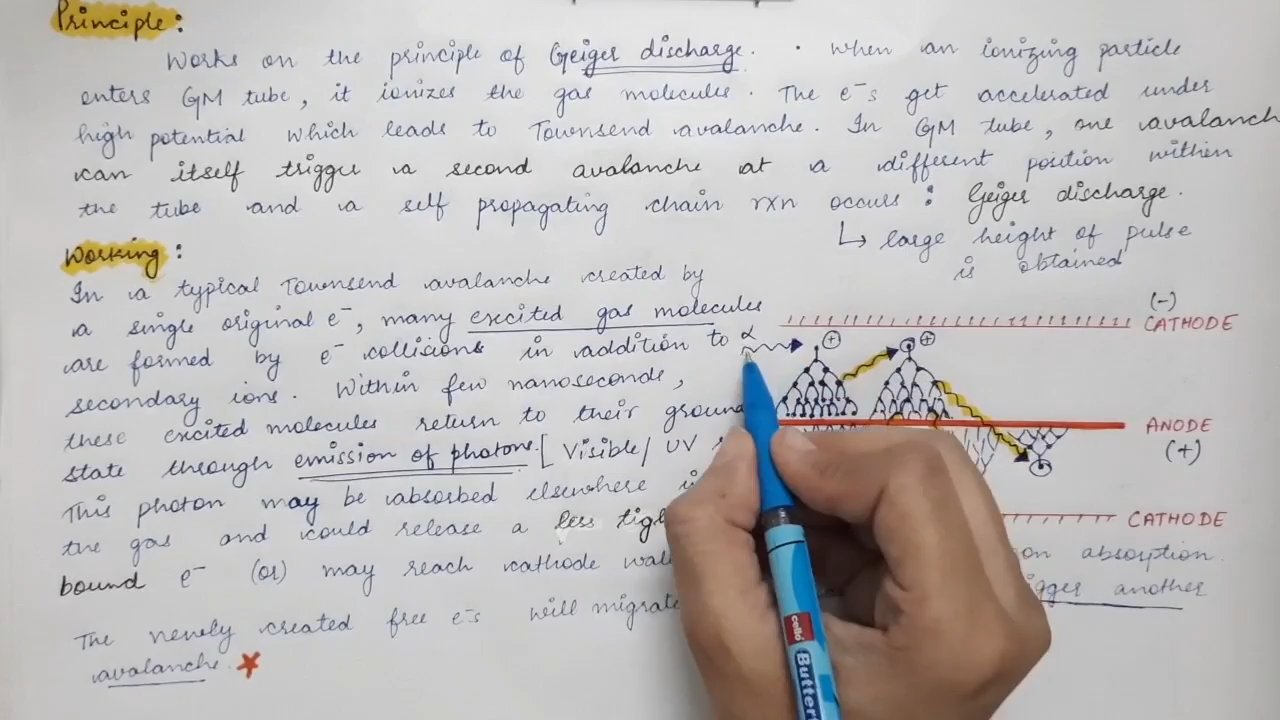 Principle:
Works on the principle of Geiger discharge. · when an ionizing particle
enters GM tube, it ionizes the gas molecules. The e⁻s get accelerated under
high potential which leads to Townsend avalanche. In GM tube, one avalanch
can itself trigger a second avalanche at a different position within
the tube and a self propagating chain rxn occurs : Geiger discharge.
↳ large height of pulse
is obtained
Working:
In a typical Townsend avalanche created by
a single original e⁻, many excited gas molecules
are formed by e⁻ collisions in addition to
secondary ions. Within few nanoseconds,
these excited molecules return to their ground
state through emission of photons. [Visible/ UV
This photon may be absorbed elsewhere
the gas and could release a less
bound e⁻ (or) may reach cathode on absorption.
The newly created free e⁻s will migrate another
avalanche.
(-)
CATHODE
α
+
+
ANODE
(+)
+
CATHODE
cello
Butter